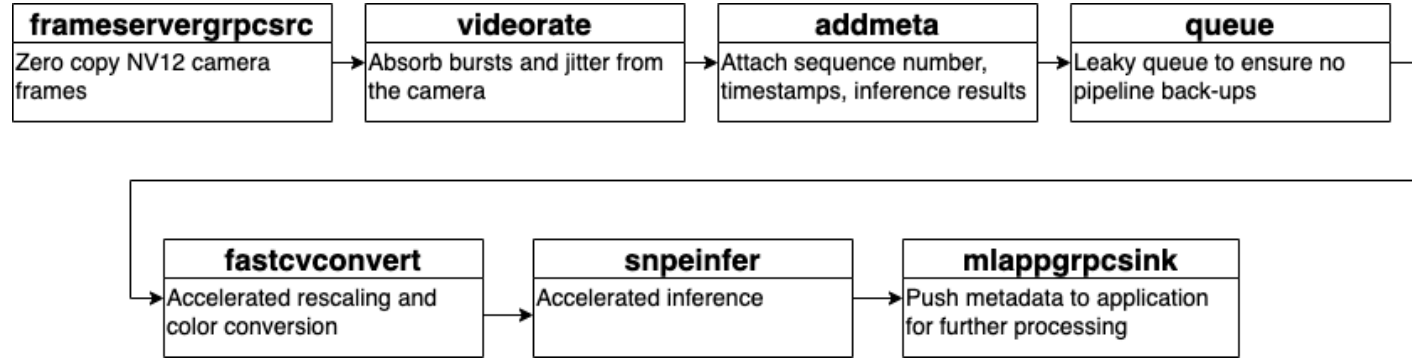 frameservergrpcsrc
Zero copy NV12 camera
frames
videorate
Absorb bursts and jitter from
the camera
addmeta
Attach sequence number,
timestamps, inference results
queue
Leaky queue to ensure no
pipeline back-ups
fastcvconvert
Accelerated rescaling and
color conversion
snpeinfer
Accelerated inference
mlappgrpcsink
Push metadata to application
for further processing